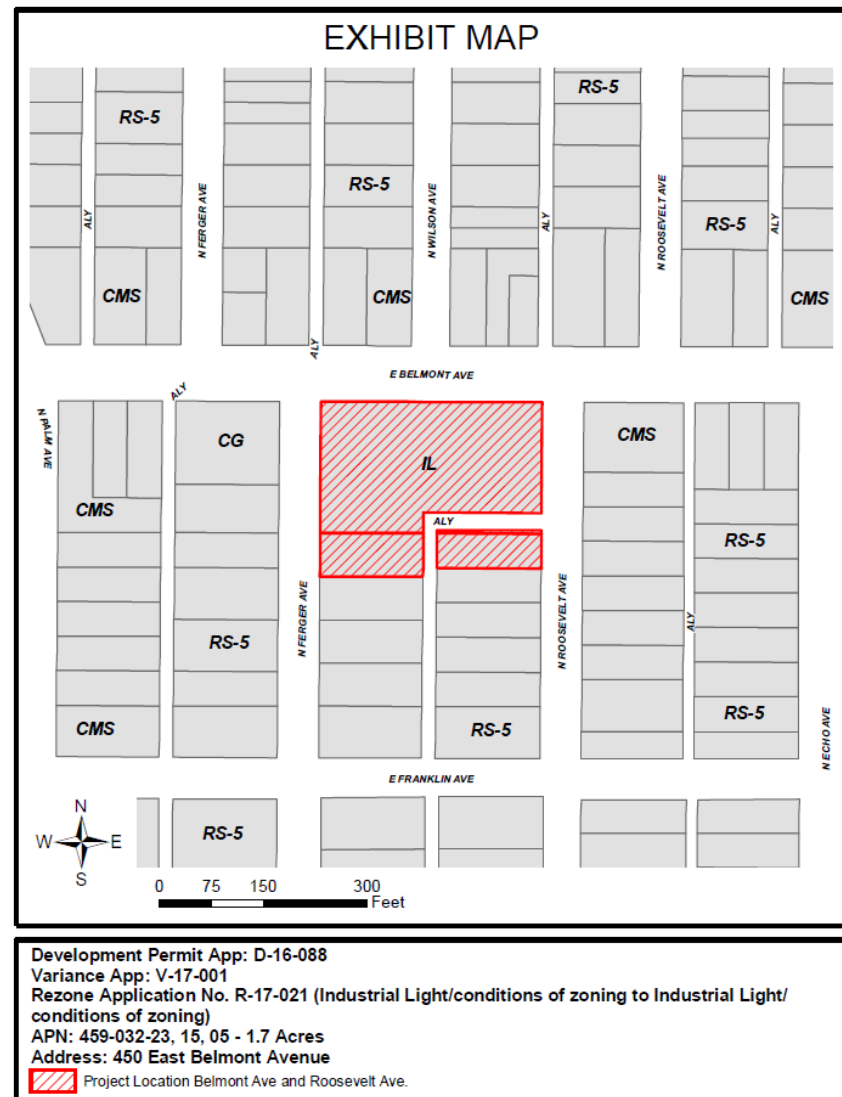 EXHIBIT MAP
RS-5
RS-5
RS-5
RS-5
ALY
N FERGER AVE
N WILSON AVE
ALY
N ROOSEVELT AVE
ALY
CMS
CMS
CMS
ALY
E BELMONT AVE
ALY
N PALM AVE
CG
IL
CMS
CMS
ALY
RS-5
N FERGER AVE
N ROOSEVELT AVE
ALY
RS-5
CMS
RS-5
RS-5
N ECHO AVE
E FRANKLIN AVE
N
W E
S
RS-5
0 75 150 300
Feet
Development Permit App: D-16-088
Variance App: V-17-001
Rezone Application No. R-17-021 (Industrial Light/conditions of zoning to Industrial Light/
conditions of zoning)
APN: 459-032-23, 15, 05 - 1.7 Acres
Address: 450 East Belmont Avenue
Project Location Belmont Ave and Roosevelt Ave.